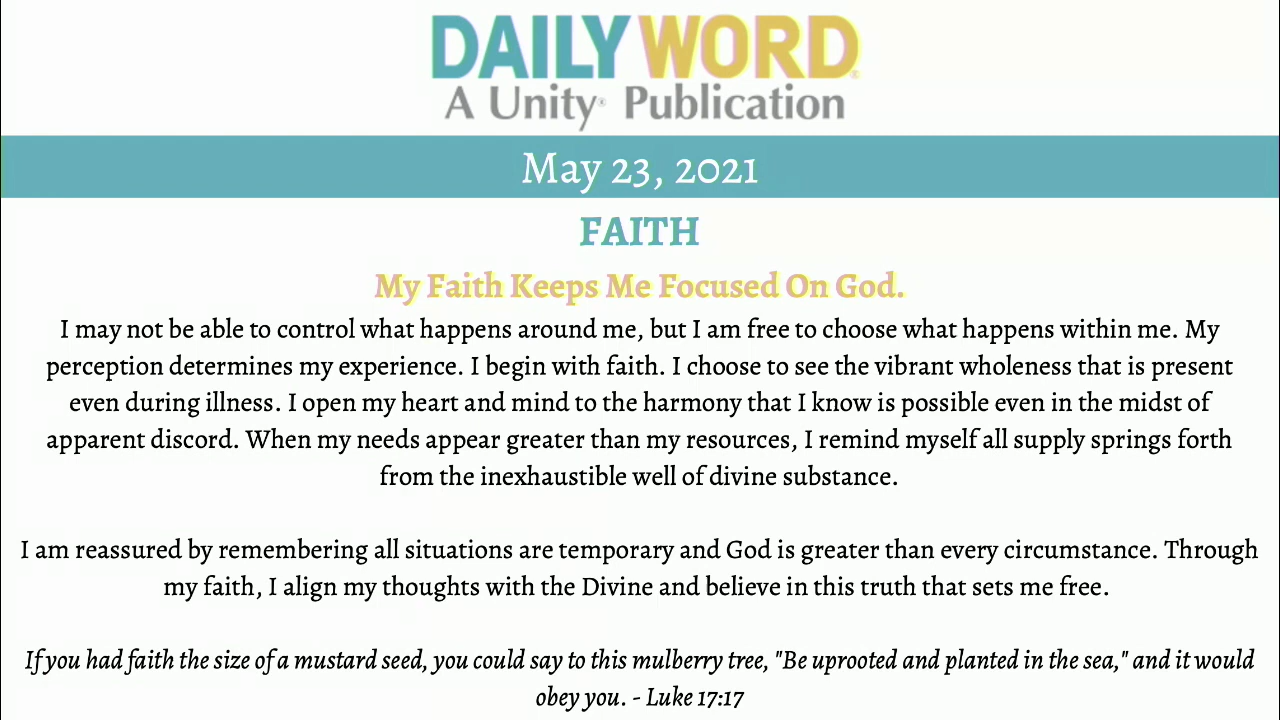 DAILY WORD®
A Unity® Publication
May 23, 2021
FAITH
My Faith Keeps Me Focused On God.
I may not be able to control what happens around me, but I am free to choose what happens within me. My
perception determines my experience. I begin with faith. I choose to see the vibrant wholeness that is present
even during illness. I open my heart and mind to the harmony that I know is possible even in the midst of
apparent discord. When my needs appear greater than my resources, I remind myself all supply springs forth
from the inexhaustible well of divine substance.
I am reassured by remembering all situations are temporary and God is greater than every circumstance. Through
my faith, I align my thoughts with the Divine and believe in this truth that sets me free.
If you had faith the size of a mustard seed, you could say to this mulberry tree, "Be uprooted and planted in the sea," and it would
obey you. - Luke 17:17